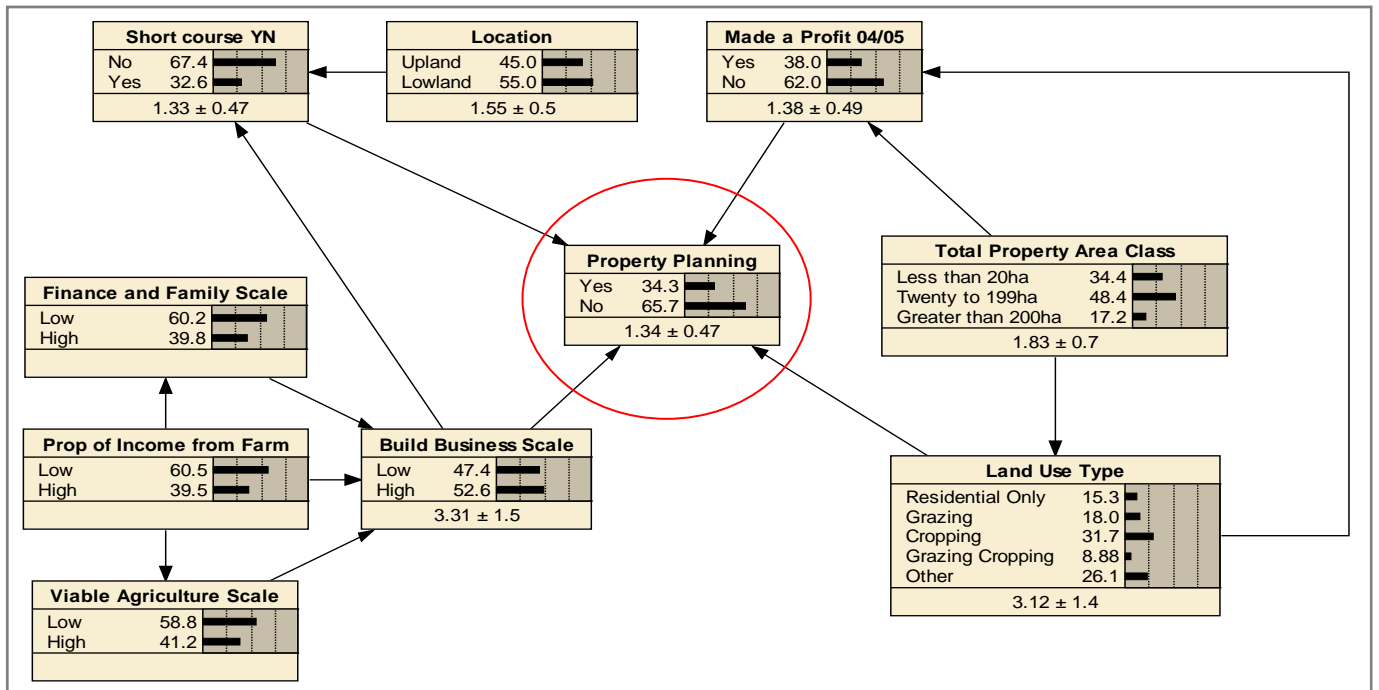 Short course YN
No 67.4
Yes 32.6
1.33 ± 0.47
Location
Upland 45.0
Lowland 55.0
1.55 ± 0.5
Made a Profit 04/05
Yes 38.0
No 62.0
1.38 ± 0.49
Property Planning
Yes 34.3
No 65.7
1.34 ± 0.47
Total Property Area Class
Less than 20ha 34.4
Twenty to 199ha 48.4
Greater than 200ha 17.2
1.83 ± 0.7
Finance and Family Scale
Low 60.2
High 39.8
Prop of Income from Farm
Low 60.5
High 39.5
Build Business Scale
Low 47.4
High 52.6
3.31 ± 1.5
Land Use Type
Residential Only 15.3
Grazing 18.0
Cropping 31.7
Grazing Cropping 8.88
Other 26.1
3.12 ± 1.4
Viable Agriculture Scale
Low 58.8
High 41.2